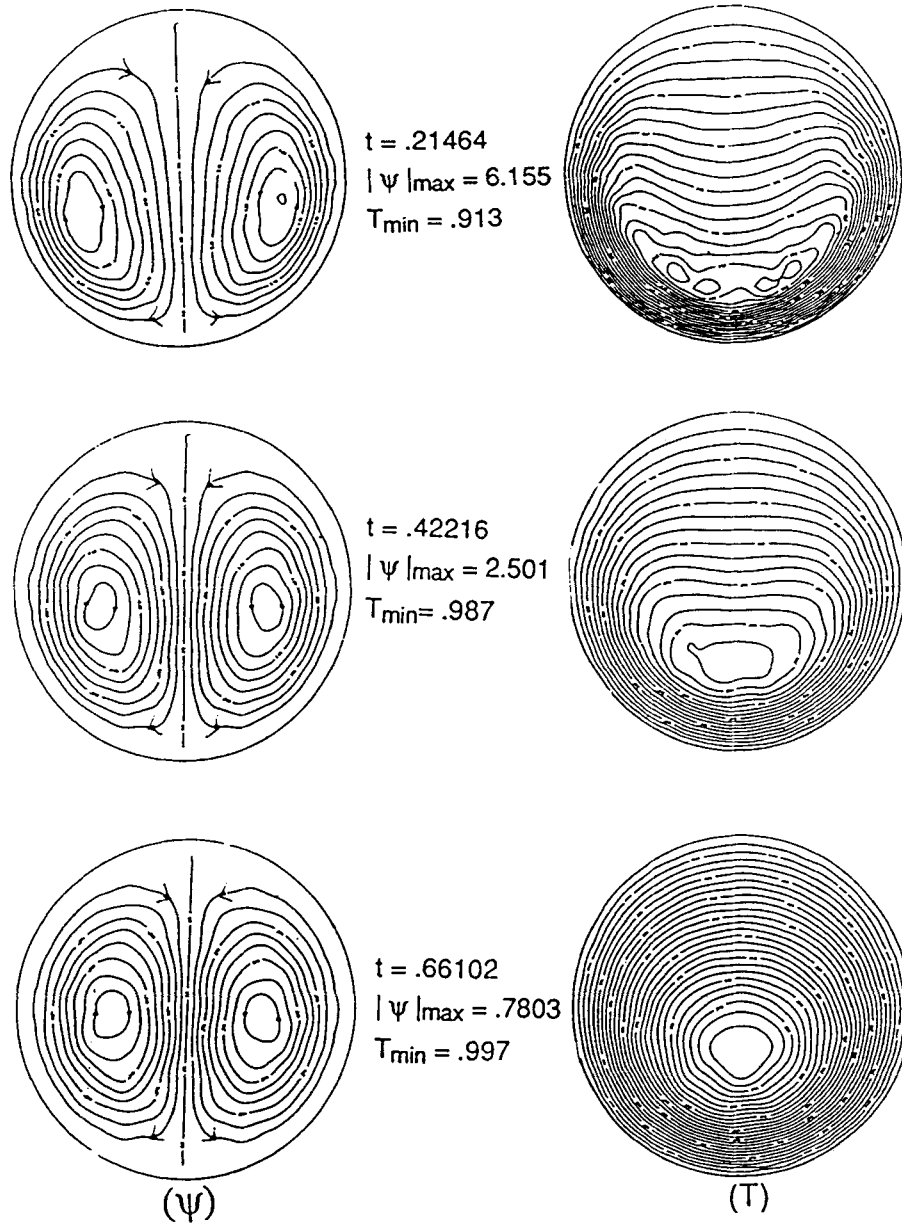 t = .21464
| ψ |max = 6.155
Tmin = .913
t = .42216
| ψ |max = 2.501
Tmin= .987
t = .66102
| ψ |max = .7803
Tmin = .997
(ψ)
(T)